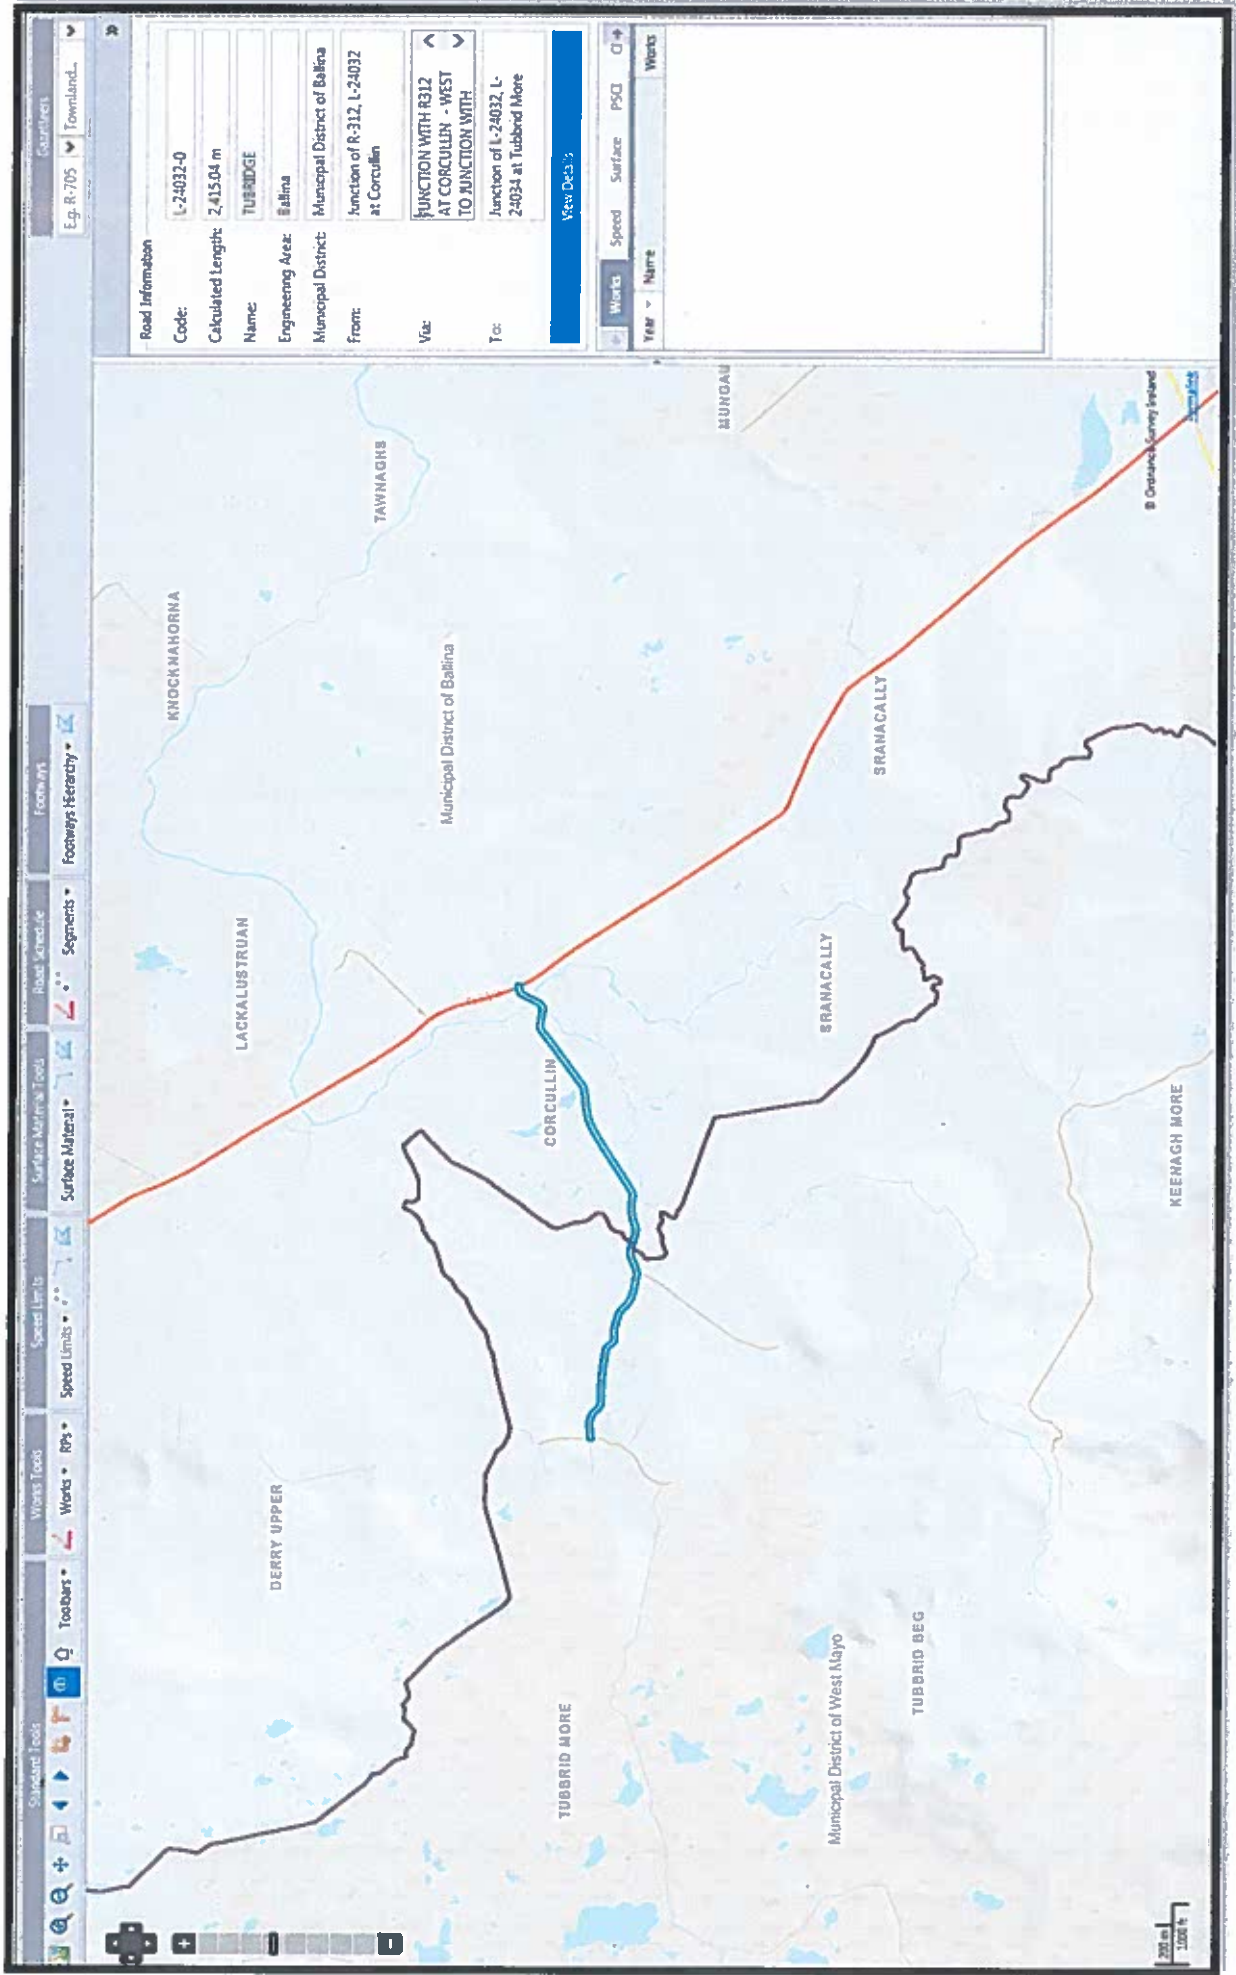 Standard Tools
Works Tools
Speed Limits
Surface Material Tools
Road Schedule
Footways
Gazetteers
Toolbars
Works
RPs
Speed Limits
Surface Material
Segments
Footways Hierarchy
E.g. R-705
Townland...
Road Information
Code:
L-24032-0
Calculated Length:
2,415.04 m
Name:
TUBRIDGE
Engineering Area:
Ballina
Municipal District:
Municipal District of Ballina
From:
Junction of R-312, L-24032
at Corcullin
Via:
JUNCTION WITH R312
AT CORCULLIN - WEST
TO JUNCTION WITH
To:
Junction of L-24032, L-
24034 at Tubbrid More
View Details
Works
Speed
Surface
PSCI
CI
Year
Name
Works
KNOCKNAHORNA
TAWNAGHS
LACKALUSTRUAN
Municipal District of Ballina
MUNGAU
DERRY UPPER
CORCULLIN
SRANACALLY
SRANACALLY
TUBBRID MORE
Municipal District of West Mayo
TUBBRID BEG
KEENAGH MORE
200 m
1000 ft
© Ordnance Survey Ireland
Permalink